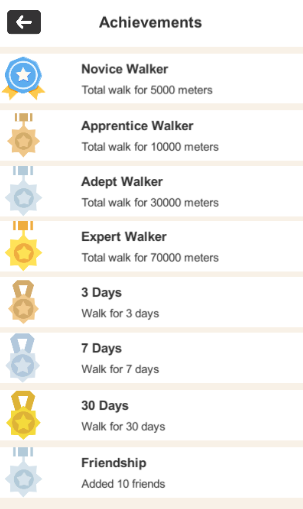 Achievements
Novice Walker
Total walk for 5000 meters
Apprentice Walker
Total walk for 10000 meters
Adept Walker
Total walk for 30000 meters
Expert Walker
Total walk for 70000 meters
3 Days
Walk for 3 days
7 Days
Walk for 7 days
30 Days
Walk for 30 days
Friendship
Added 10 friends